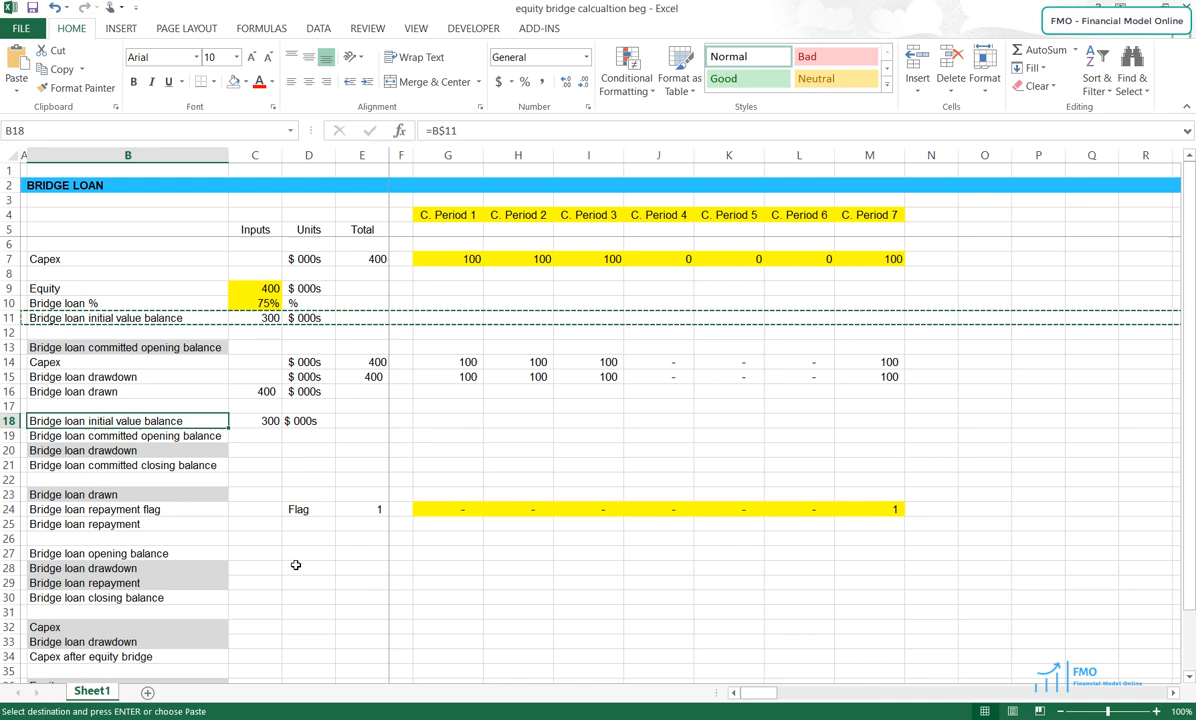 equity bridge calcualtion beg - Excel
FMO - Financial Model Online
FILE HOME INSERT PAGE LAYOUT FORMULAS DATA REVIEW VIEW DEVELOPER ADD-INS
Cut
Copy
Format Painter
Paste
Clipboard
Arial 10
B I U
Font
Wrap Text
Merge & Center
Alignment
General
$ % ,
Number
Conditional Formatting
Format as Table
Normal Bad
Good Neutral
Styles
Insert Delete Format
Cells
AutoSum
Fill
Clear
Sort & Filter
Find & Select
Editing
B18 fx =B$11
A B C D E F G H I J K L M N O P Q R
1
2 BRIDGE LOAN
3
4 C. Period 1 C. Period 2 C. Period 3 C. Period 4 C. Period 5 C. Period 6 C. Period 7
5 Inputs Units Total
6
7 Capex $ 000s 400 100 100 100 0 0 0 100
8
9 Equity 400 $ 000s
10 Bridge loan % 75% %
11 Bridge loan initial value balance 300 $ 000s
12
13 Bridge loan committed opening balance
14 Capex $ 000s 400 100 100 100 - - - 100
15 Bridge loan drawdown $ 000s 400 100 100 100 - - - 100
16 Bridge loan drawn 400 $ 000s
17
18 Bridge loan initial value balance 300 $ 000s
19 Bridge loan committed opening balance
20 Bridge loan drawdown
21 Bridge loan committed closing balance
22
23 Bridge loan drawn
24 Bridge loan repayment flag Flag 1 - - - - - - 1
25 Bridge loan repayment
26
27 Bridge loan opening balance
28 Bridge loan drawdown
29 Bridge loan repayment
30 Bridge loan closing balance
31
32 Capex
33 Bridge loan drawdown
34 Capex after equity bridge
35
FMO
Financial Model Online
Sheet1
Select destination and press ENTER or choose Paste
100%